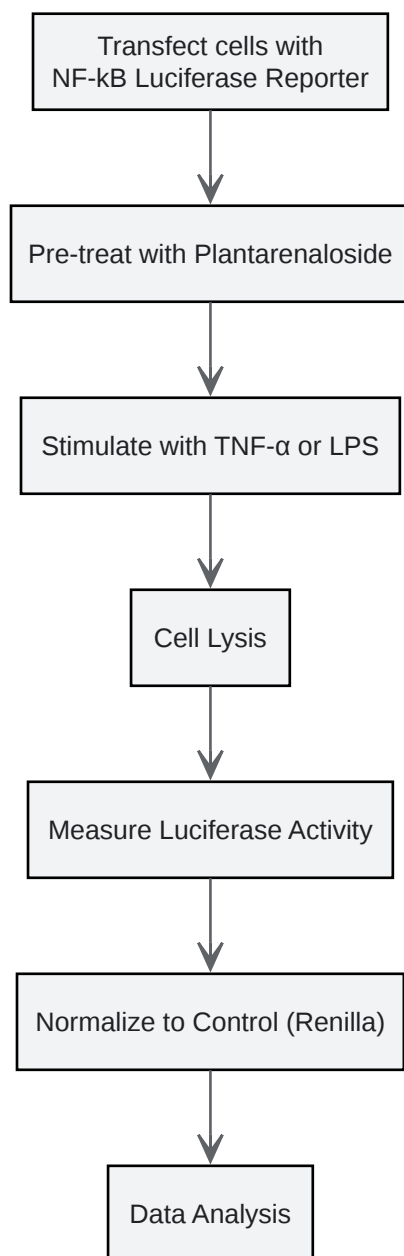 Transfect cells with
NF-kB Luciferase Reporter
Pre-treat with Plantarenaloside
Stimulate with TNF-α or LPS
Cell Lysis
Measure Luciferase Activity
Normalize to Control (Renilla)
Data Analysis